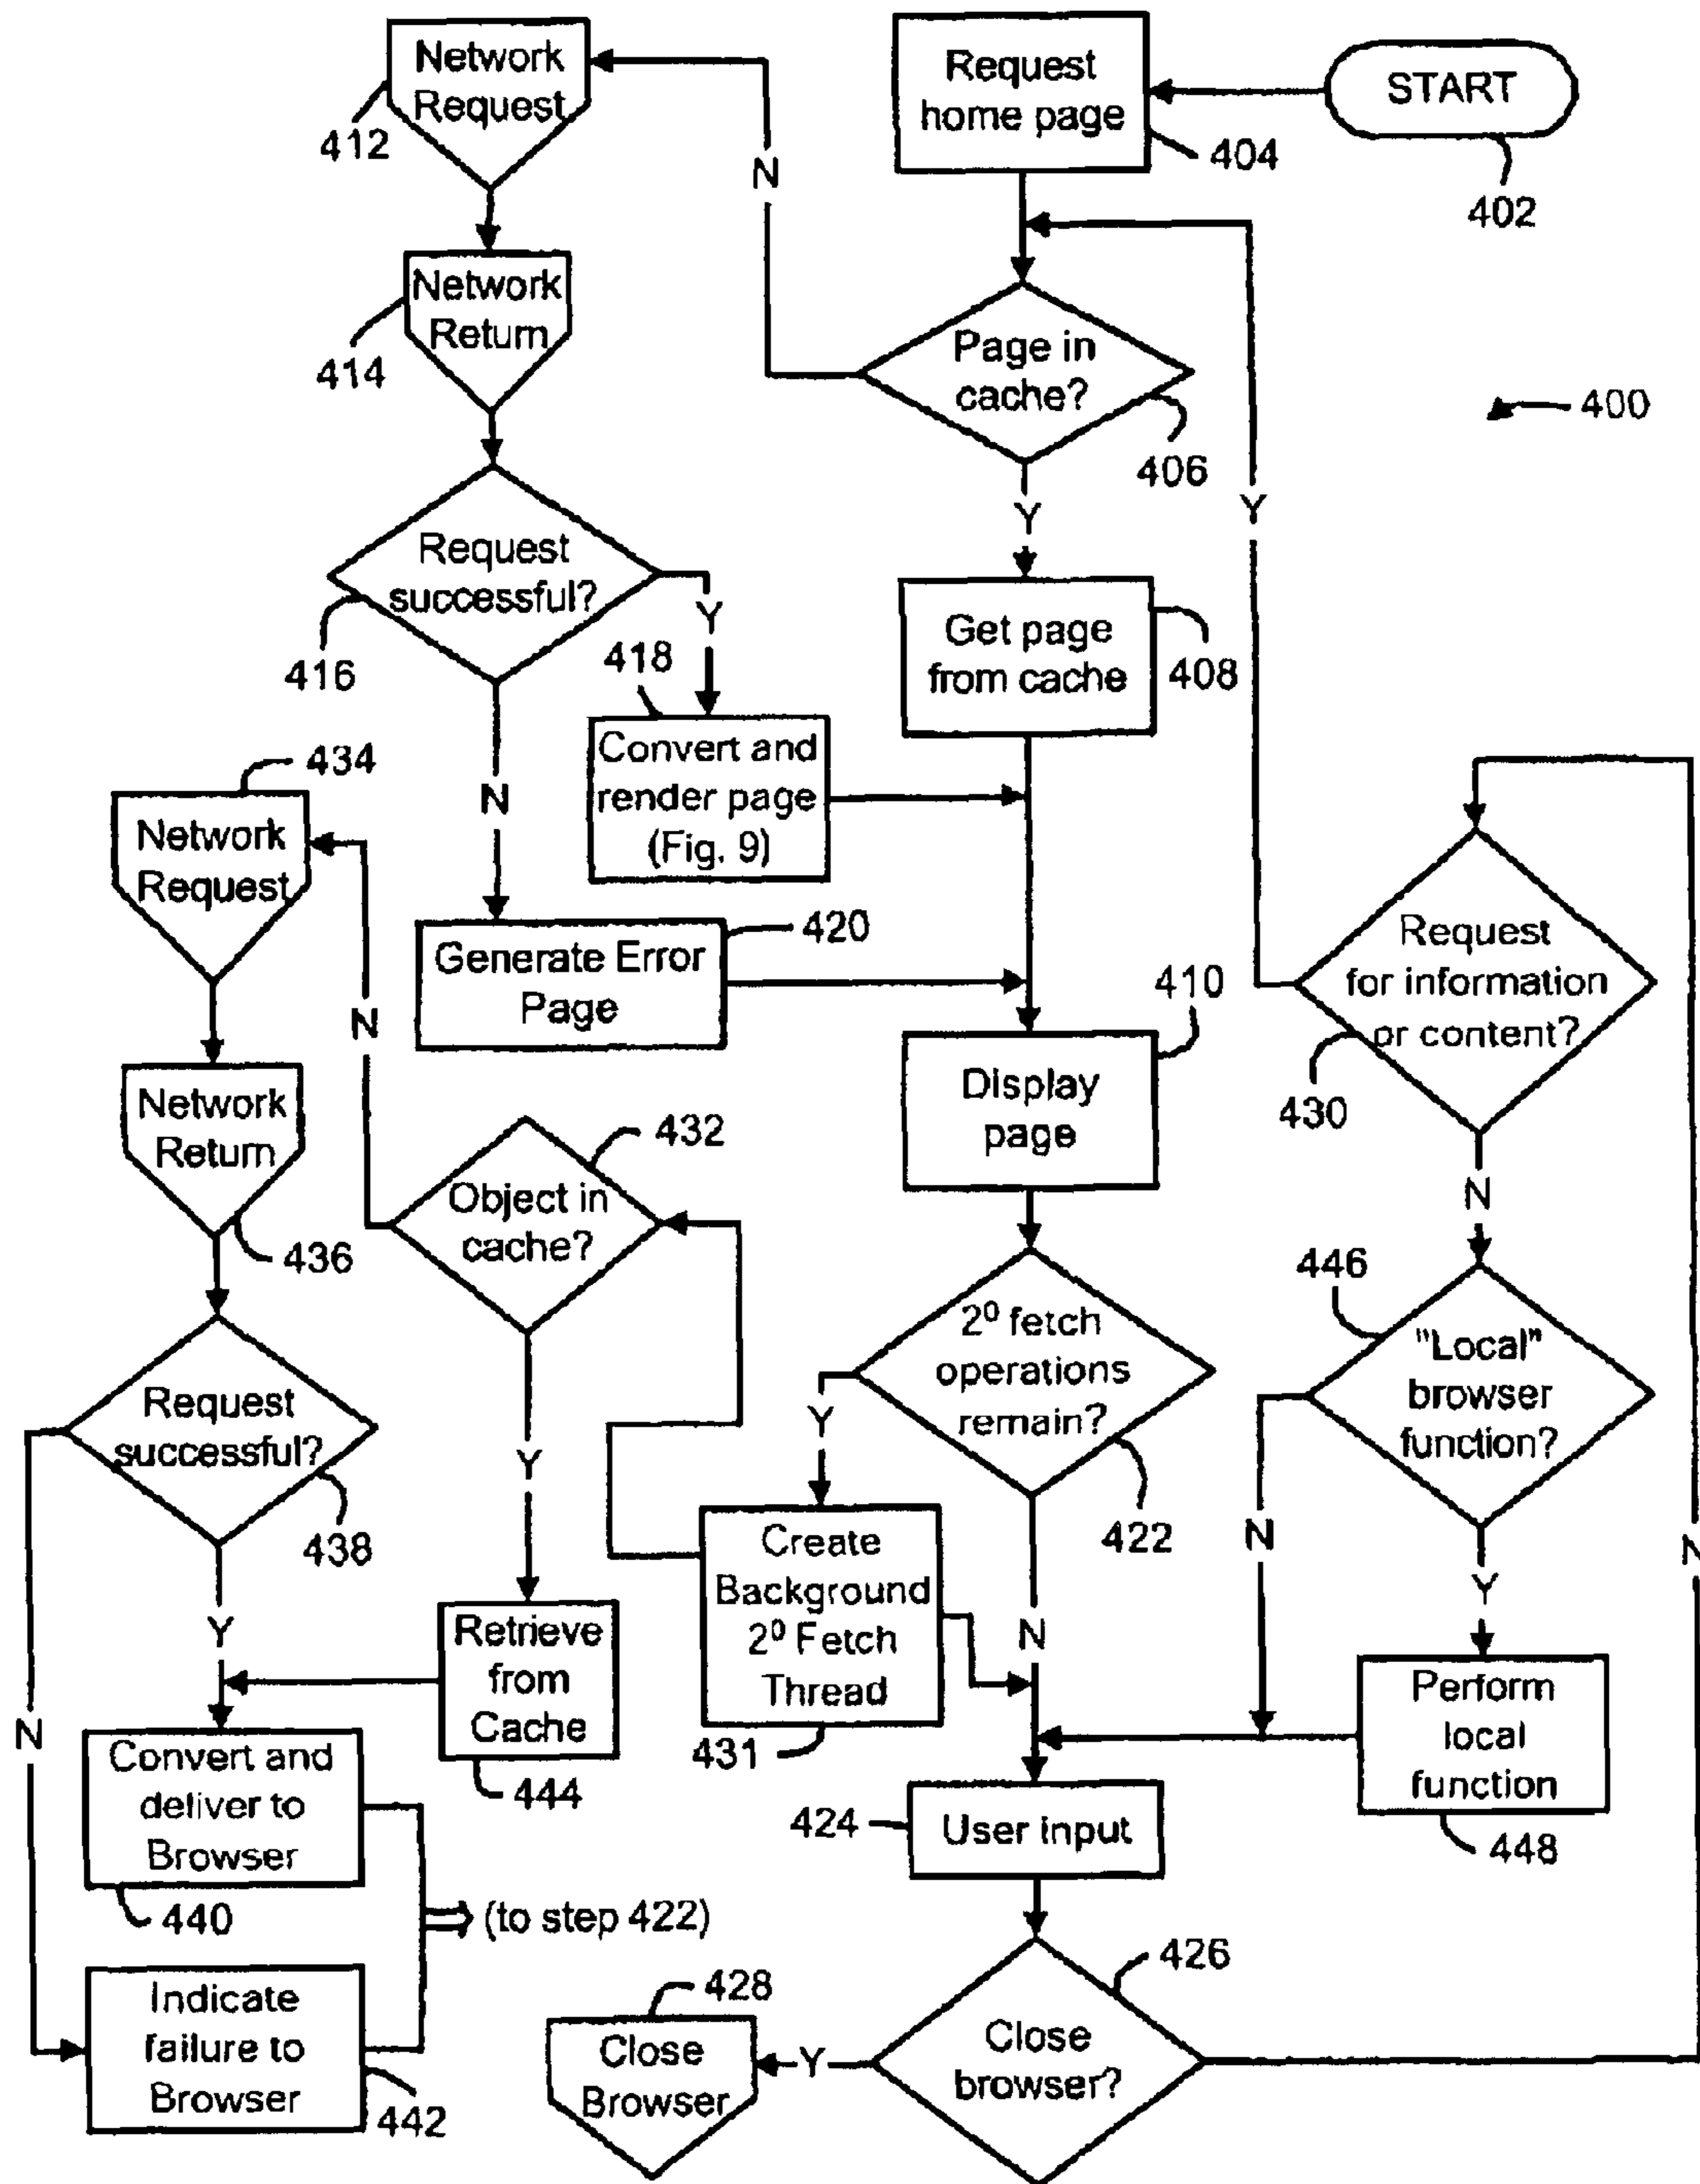 START
402
Request
home page
404
Network
Request
412
N
Network
Return
414
Page in
cache?
406
400
Y
Y
Request
successful?
416
Y
418
Get page
from cache
408
Convert and
render page
(Fig. 9)
N
434
Network
Request
Generate Error
Page
420
Request
for information
or content?
430
410
Display
page
N
Network
Return
436
Object in
cache?
432
N
446
"Local"
browser
function?
2⁰ fetch
operations
remain?
422
Y
Request
successful?
438
Y
N
N
Y
Create
Background
2⁰ Fetch
Thread
431
N
Y
Retrieve
from
Cache
444
Perform
local
function
448
N
Convert and
deliver to
Browser
440
424
User input
(to step 422)
426
428
Close
Browser
Y
Close
browser?
Indicate
failure to
Browser
442